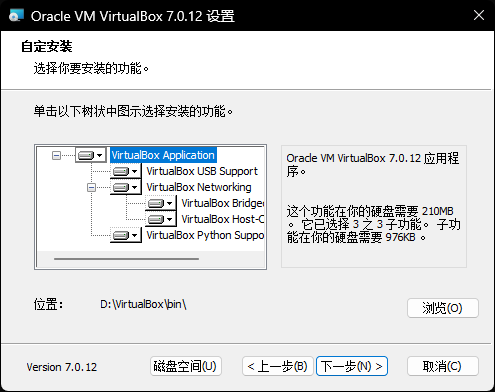 Oracle VM VirtualBox 7.0.12 设置
自定安装
选择你要安装的功能。
单击以下树状中图示选择安装的功能。
VirtualBox Application
VirtualBox USB Support
VirtualBox Networking
VirtualBox Bridged
VirtualBox Host-O
VirtualBox Python Suppo
Oracle VM VirtualBox 7.0.12 应用程
序。
这个功能在你的硬盘需要 210MB
。 它已选择 3 之 3 子功能。 子功
能在你的硬盘需要 976KB 。
位置：
D:\VirtualBox\bin\
浏览(O)
Version 7.0.12
磁盘空间(U)
< 上一步(B)
下一步(N) >
取消(C)